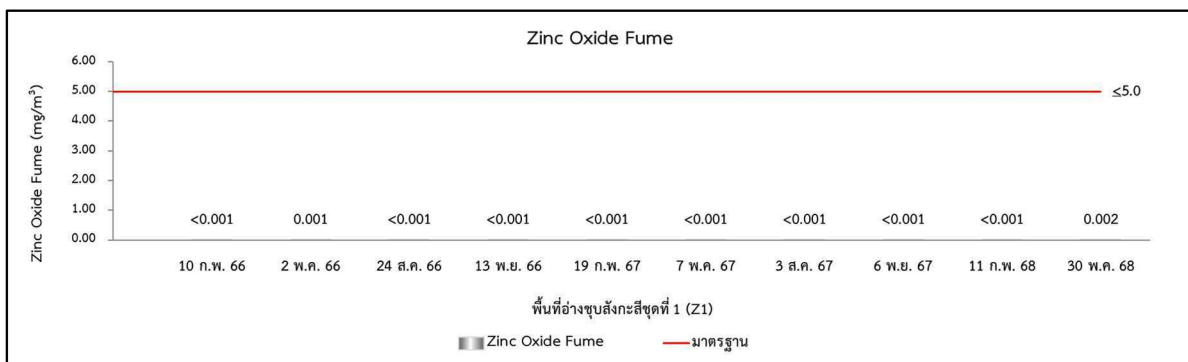 Zinc Oxide Fume
Zinc Oxide Fume (mg/m³)
6.00
5.00
4.00
3.00
2.00
1.00
0.00
≤5.0
<0.001 0.001 <0.001 <0.001 <0.001 <0.001 <0.001 <0.001 <0.001 0.002
10 ก.พ. 66 2 พ.ค. 66 24 ส.ค. 66 13 พ.ย. 66 19 ก.พ. 67 7 พ.ค. 67 3 ส.ค. 67 6 พ.ย. 67 11 ก.พ. 68 30 พ.ค. 68
พื้นที่อ่างชุบสังกะสีชุดที่ 1 (Z1)
Zinc Oxide Fume มาตรฐาน